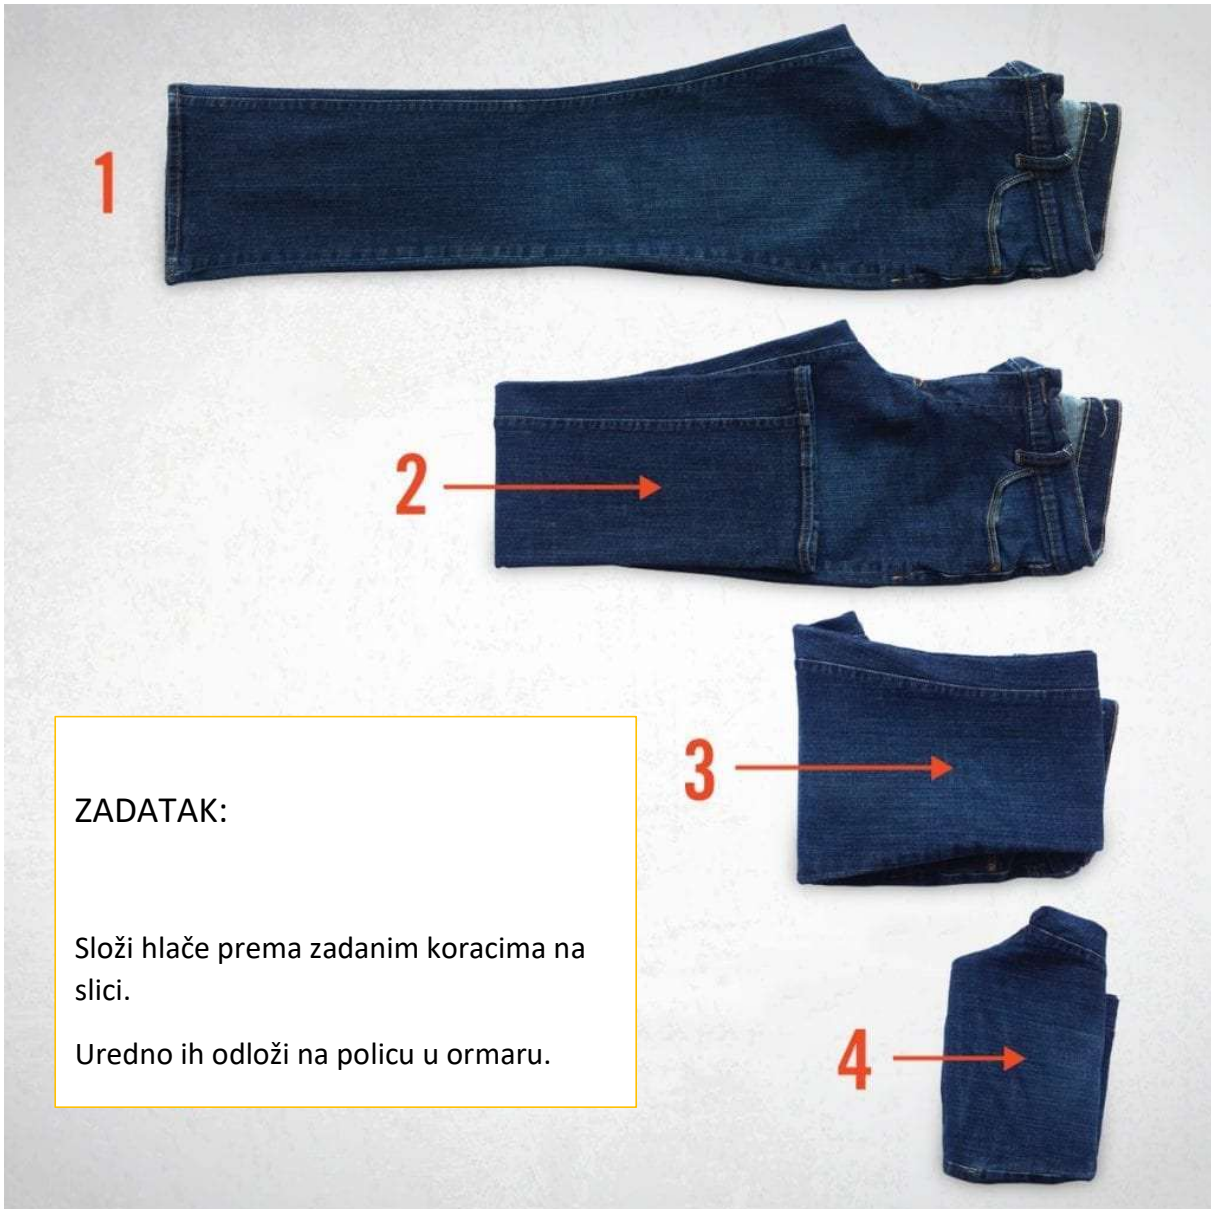 1
2
3
ZADATAK:
Složi hlače prema zadanim koracima na
slici.
Uredno ih odloži na policu u ormaru.
4